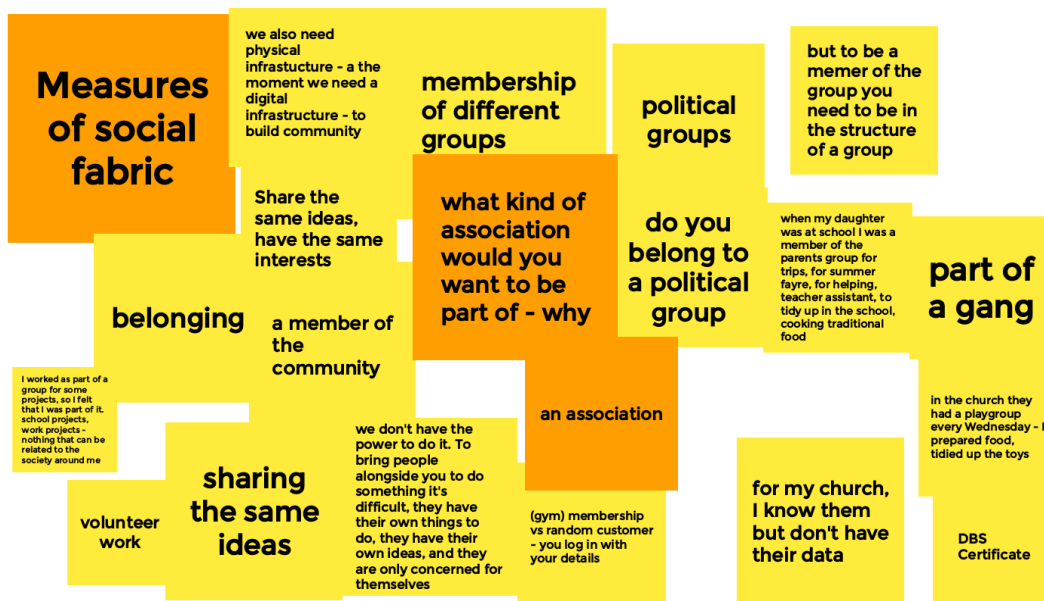 Measures
of social
fabric
we also need
physical
infrastucture - a the
moment we need a
digital
infrastructure - to
build community
membership
of different
groups
political
groups
but to be a
memer of the
group you
need to be in
the structure
of a group
Share the
same ideas,
have the same
interests
what kind of
association
would you
want to be
part of - why
do you
belong to
a political
group
when my daughter
was at school I was a
member of the
parents group for
trips, for summer
fayre, for helping,
teacher assistant, to
tidy up in the school,
cooking traditional
food
part of
a gang
belonging
a member of
the
community
I worked as part of a
group for some
projects, so I felt
that I was part of it.
school projects,
work projects -
nothing that can be
related to the
society around me
an association
in the church they
had a playgroup
every Wednesday - I
prepared food,
tidied up the toys
volunteer
work
sharing
the same
ideas
we don't have the
power to do it. To
bring people
alongside you to do
something it's
difficult, they have
their own things to
do, they have their
own ideas, and they
are only concerned for
themselves
(gym) membership
vs random customer
- you log in with
your details
for my church,
I know them
but don't have
their data
DBS
Certificate